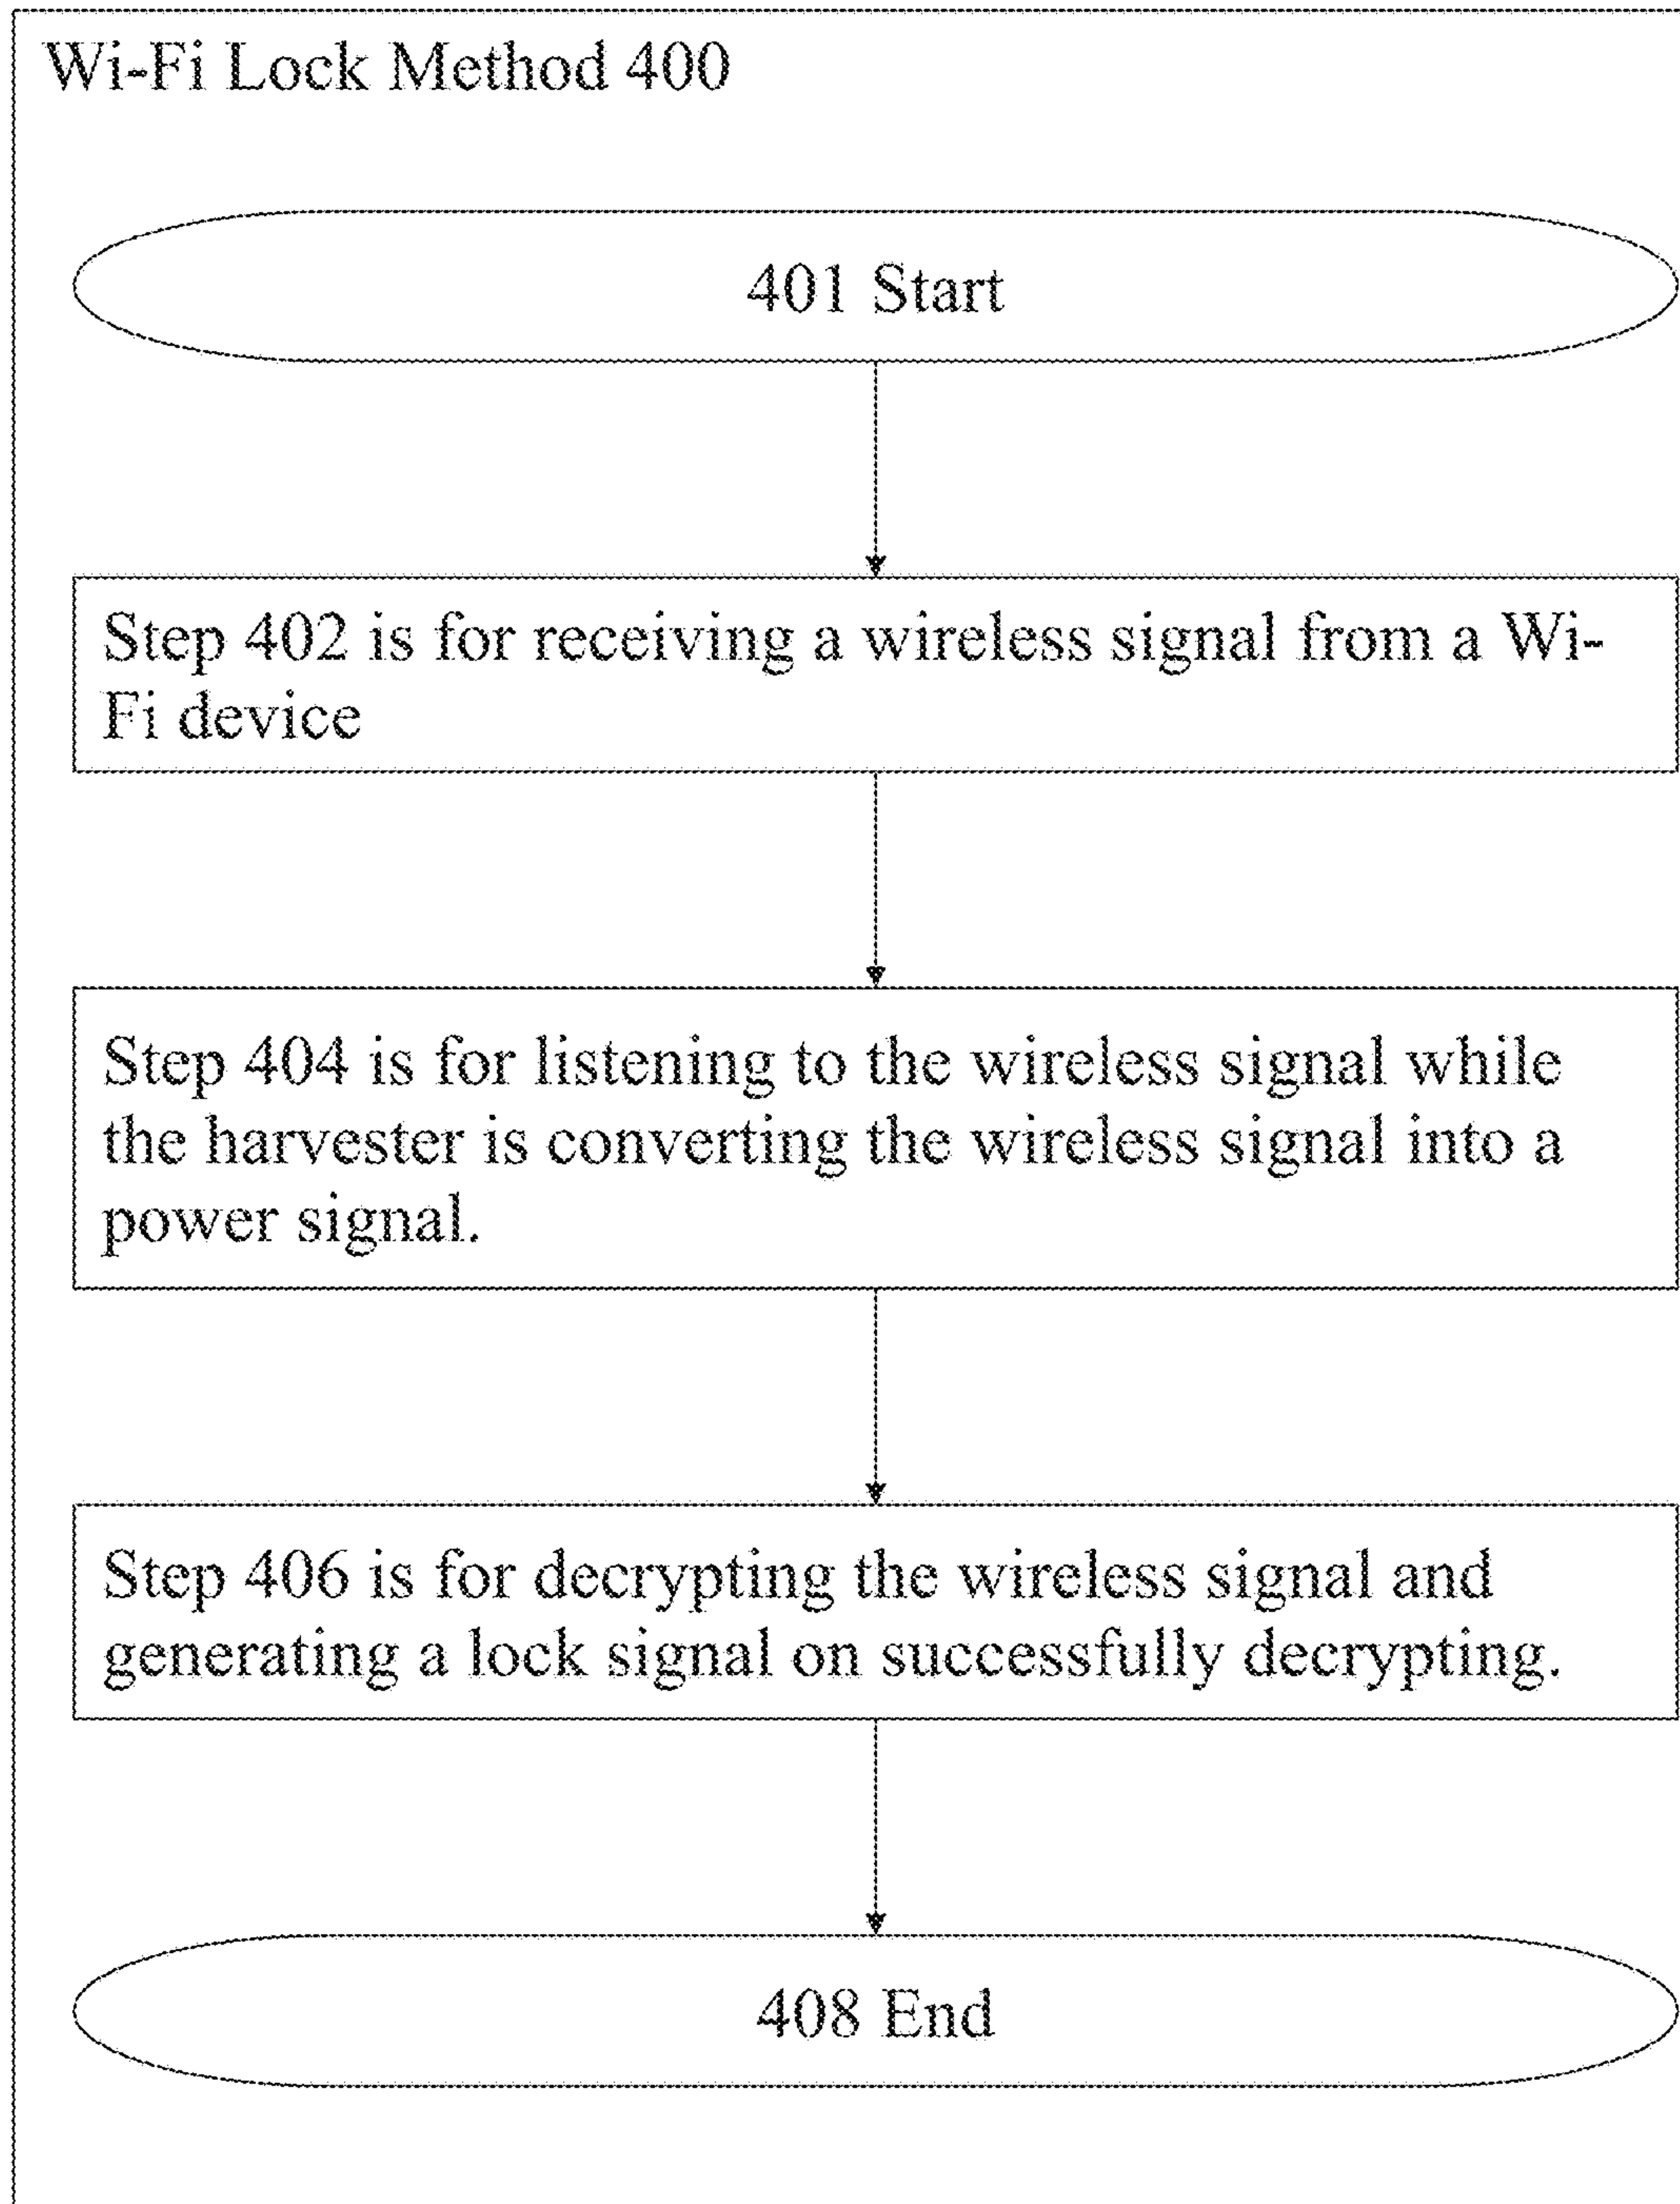 Wi-Fi Lock Method 400
401 Start
Step 402 is for receiving a wireless signal from a Wi-
Fi device
Step 404 is for listening to the wireless signal while
the harvester is converting the wireless signal into a
power signal.
Step 406 is for decrypting the wireless signal and
generating a lock signal on successfully decrypting.
408 End